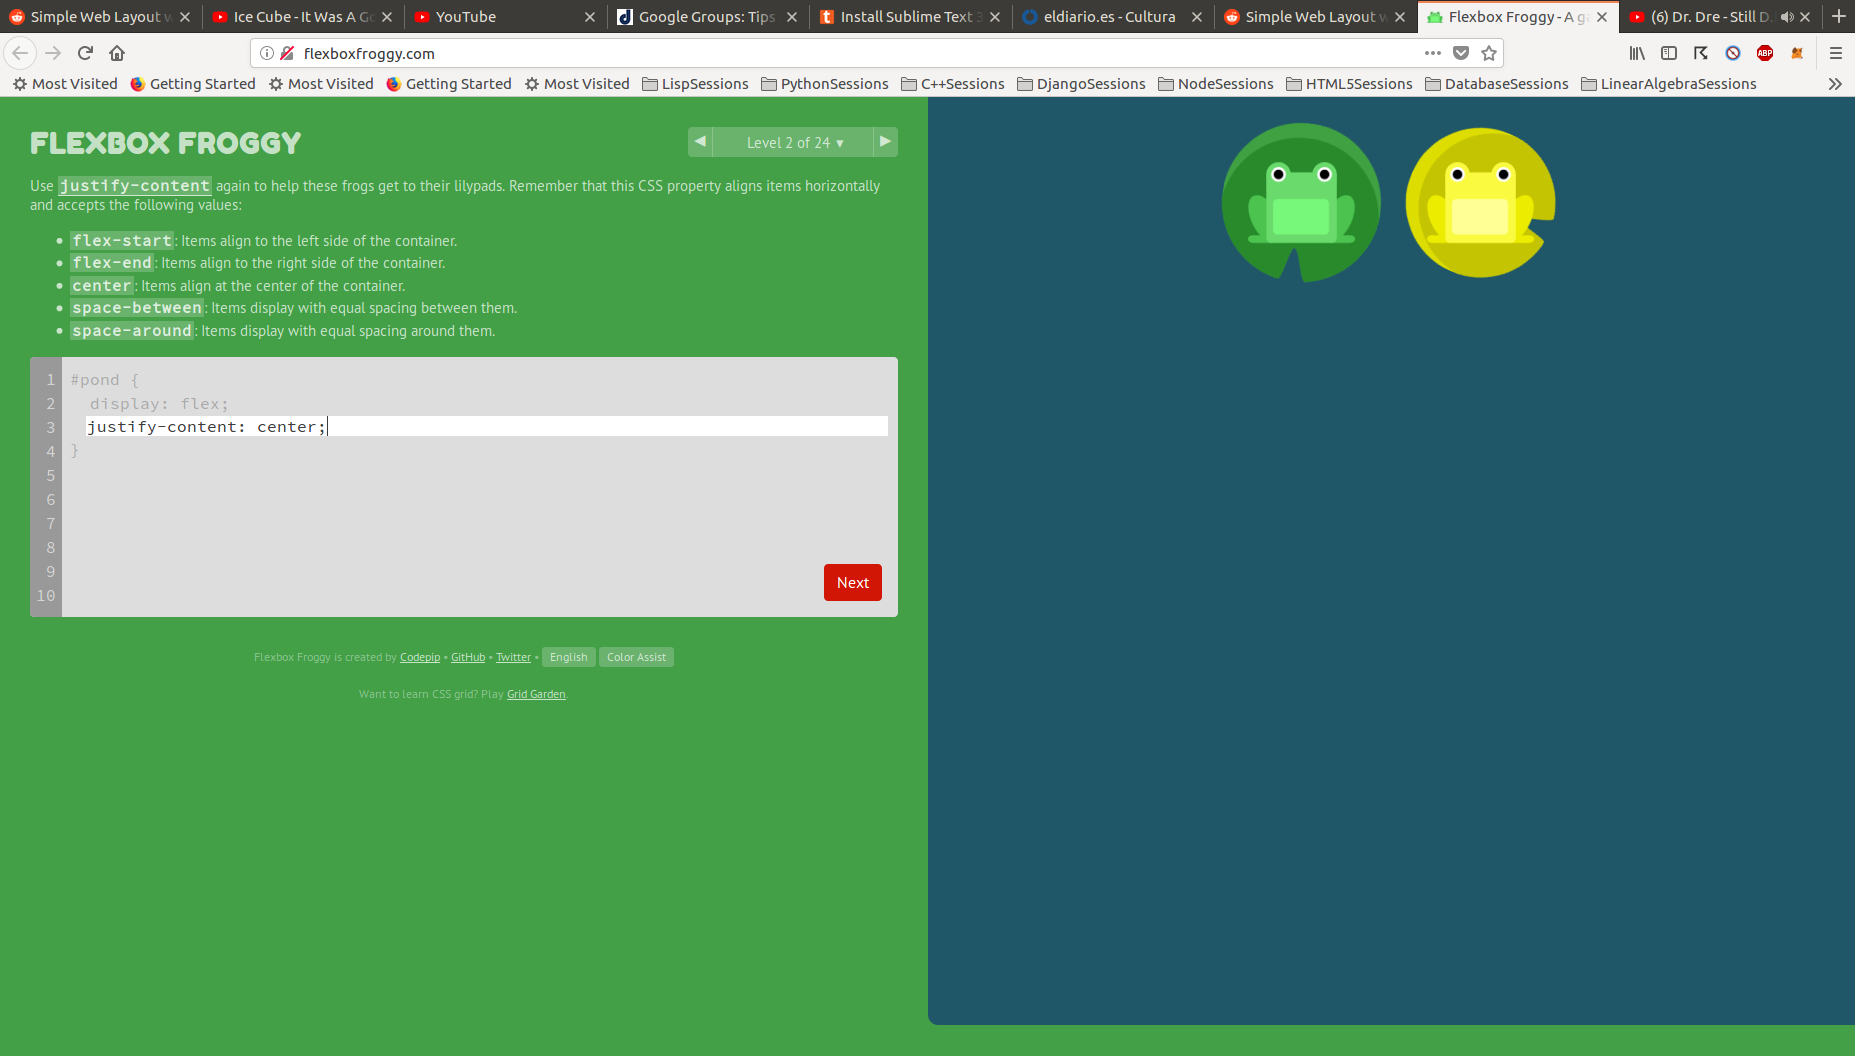 Simple Web Layout w
Ice Cube - It Was A Go
YouTube
Google Groups: Tips
Install Sublime Text 3
eldiario.es - Cultura
Simple Web Layout w
Flexbox Froggy - A ga
(6) Dr. Dre - Still D.
flexboxfroggy.com
ABP
Most Visited
Getting Started
Most Visited
Getting Started
Most Visited
LispSessions
PythonSessions
C++Sessions
DjangoSessions
NodeSessions
HTML5Sessions
DatabaseSessions
LinearAlgebraSessions
FLEXBOX FROGGY
◀ Level 2 of 24 ▾ ▶
Use justify-content again to help these frogs get to their lilypads. Remember that this CSS property aligns items horizontally
and accepts the following values:
• flex-start: Items align to the left side of the container.
• flex-end: Items align to the right side of the container.
• center: Items align at the center of the container.
• space-between: Items display with equal spacing between them.
• space-around: Items display with equal spacing around them.
1 #pond {
2 display: flex;
3 justify-content: center;
4 }
5
6
7
8
9
10
Next
Flexbox Froggy is created by Codepip • GitHub • Twitter • English Color Assist
Want to learn CSS grid? Play Grid Garden.